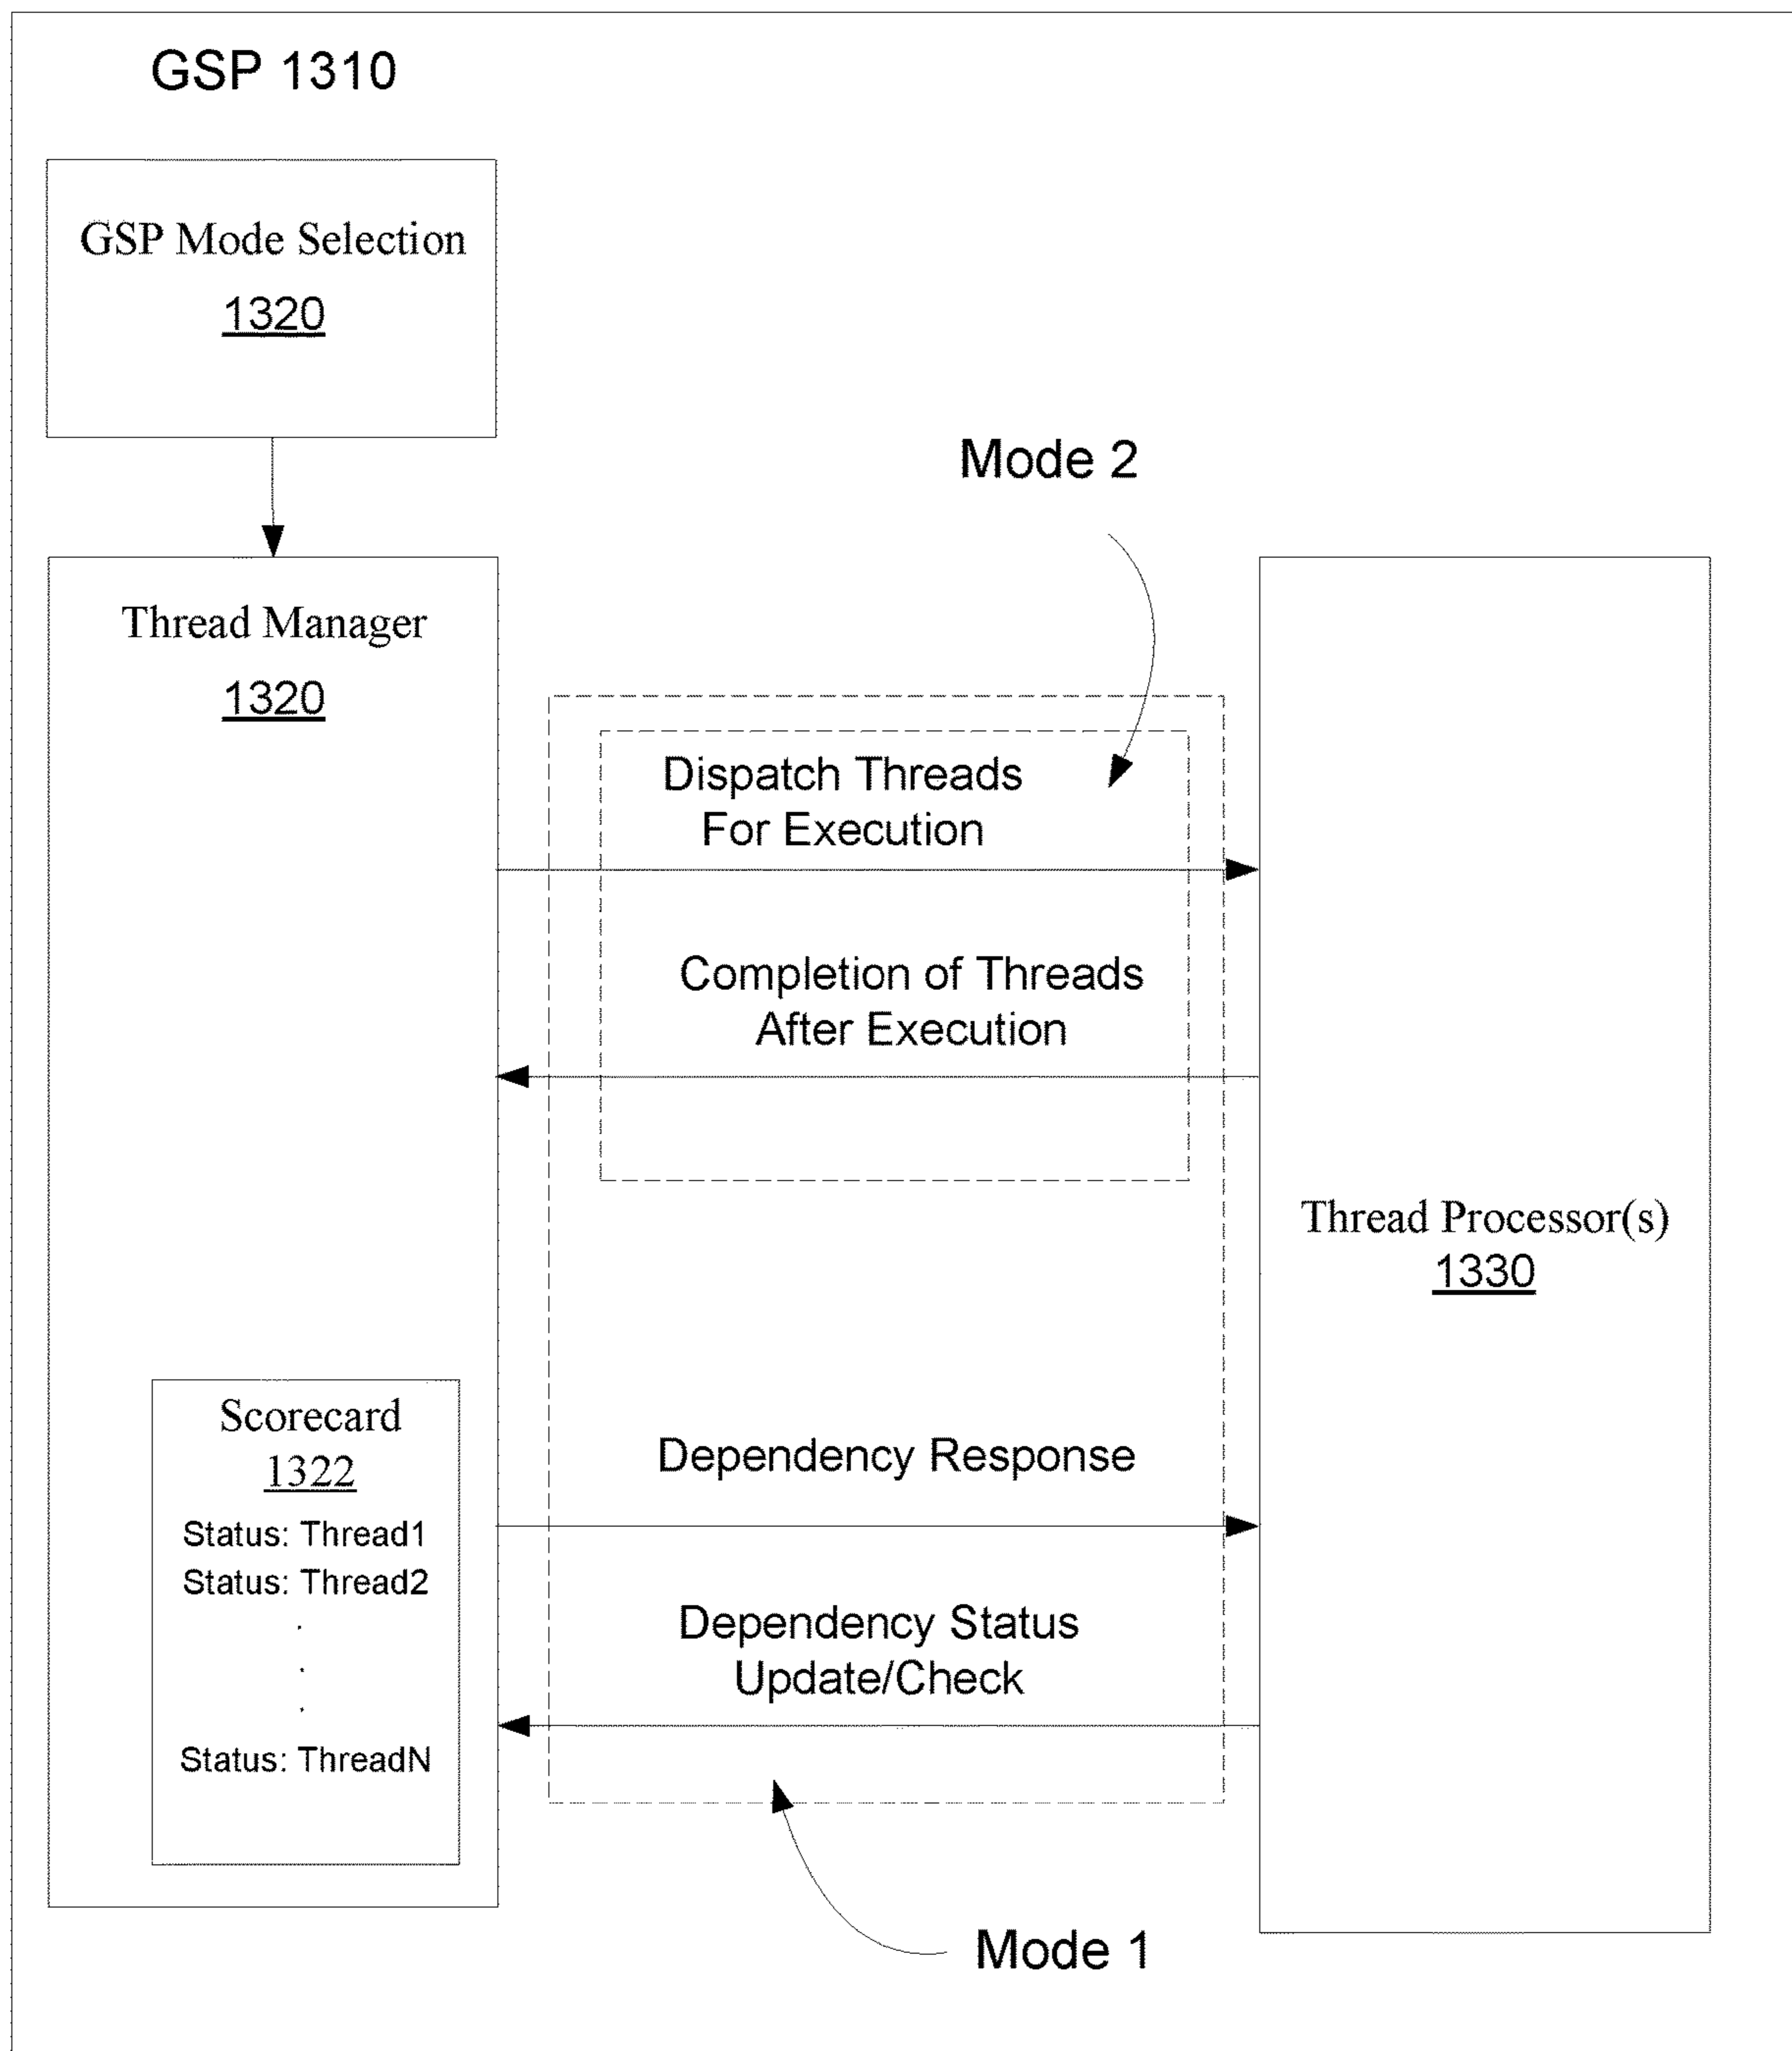 GSP 1310
GSP Mode Selection
1320
Mode 2
Thread Manager
1320
Dispatch Threads
For Execution
Completion of Threads
After Execution
Thread Processor(s)
1330
Scorecard
1322
Status: Thread1
Status: Thread2
.
.
.
Status: ThreadN
Dependency Response
Dependency Status
Update/Check
Mode 1